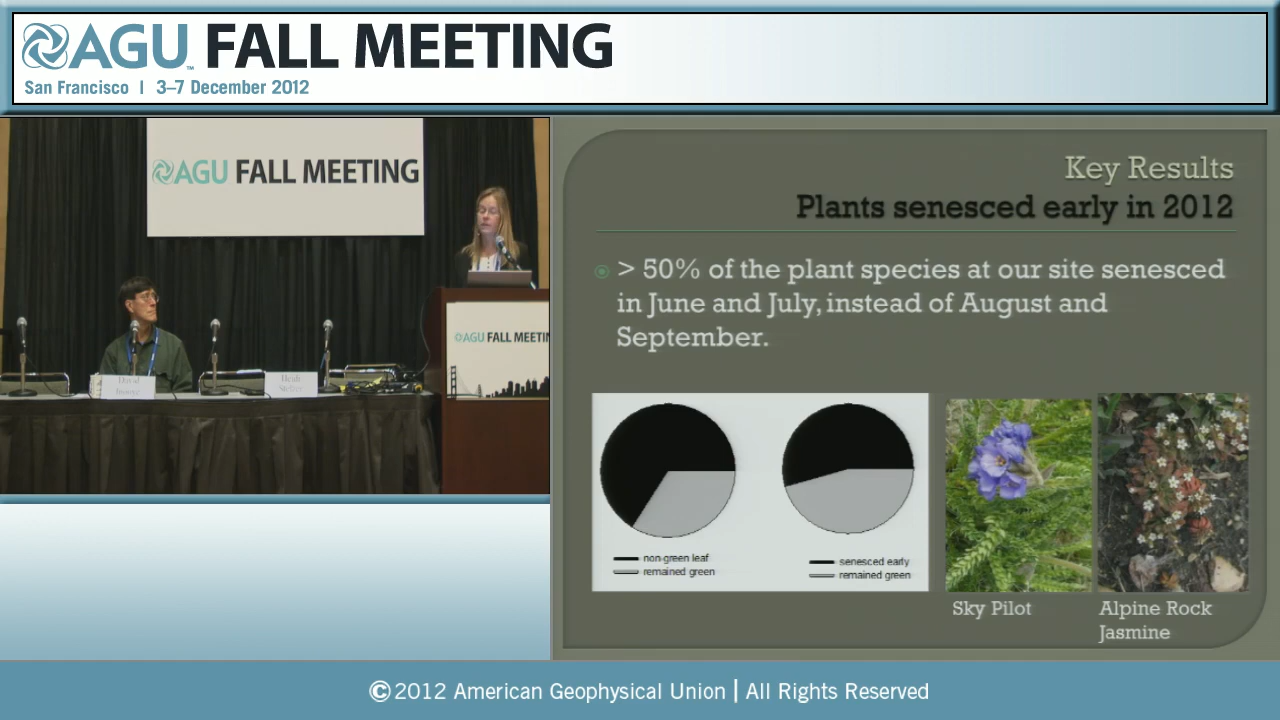 AGU FALL MEETING
San Francisco | 3–7 December 2012
AGU FALL MEETING
AGU FALL MEETIN
David
Heidi
Key Results
Plants senesced early in 2012
> 50% of the plant species at our site senesced
in June and July, instead of August and
September.
non-green leaf
remained green
senesced early
remained green
Sky Pilot
Alpine Rock
Jasmine
©2012 American Geophysical Union | All Rights Reserved